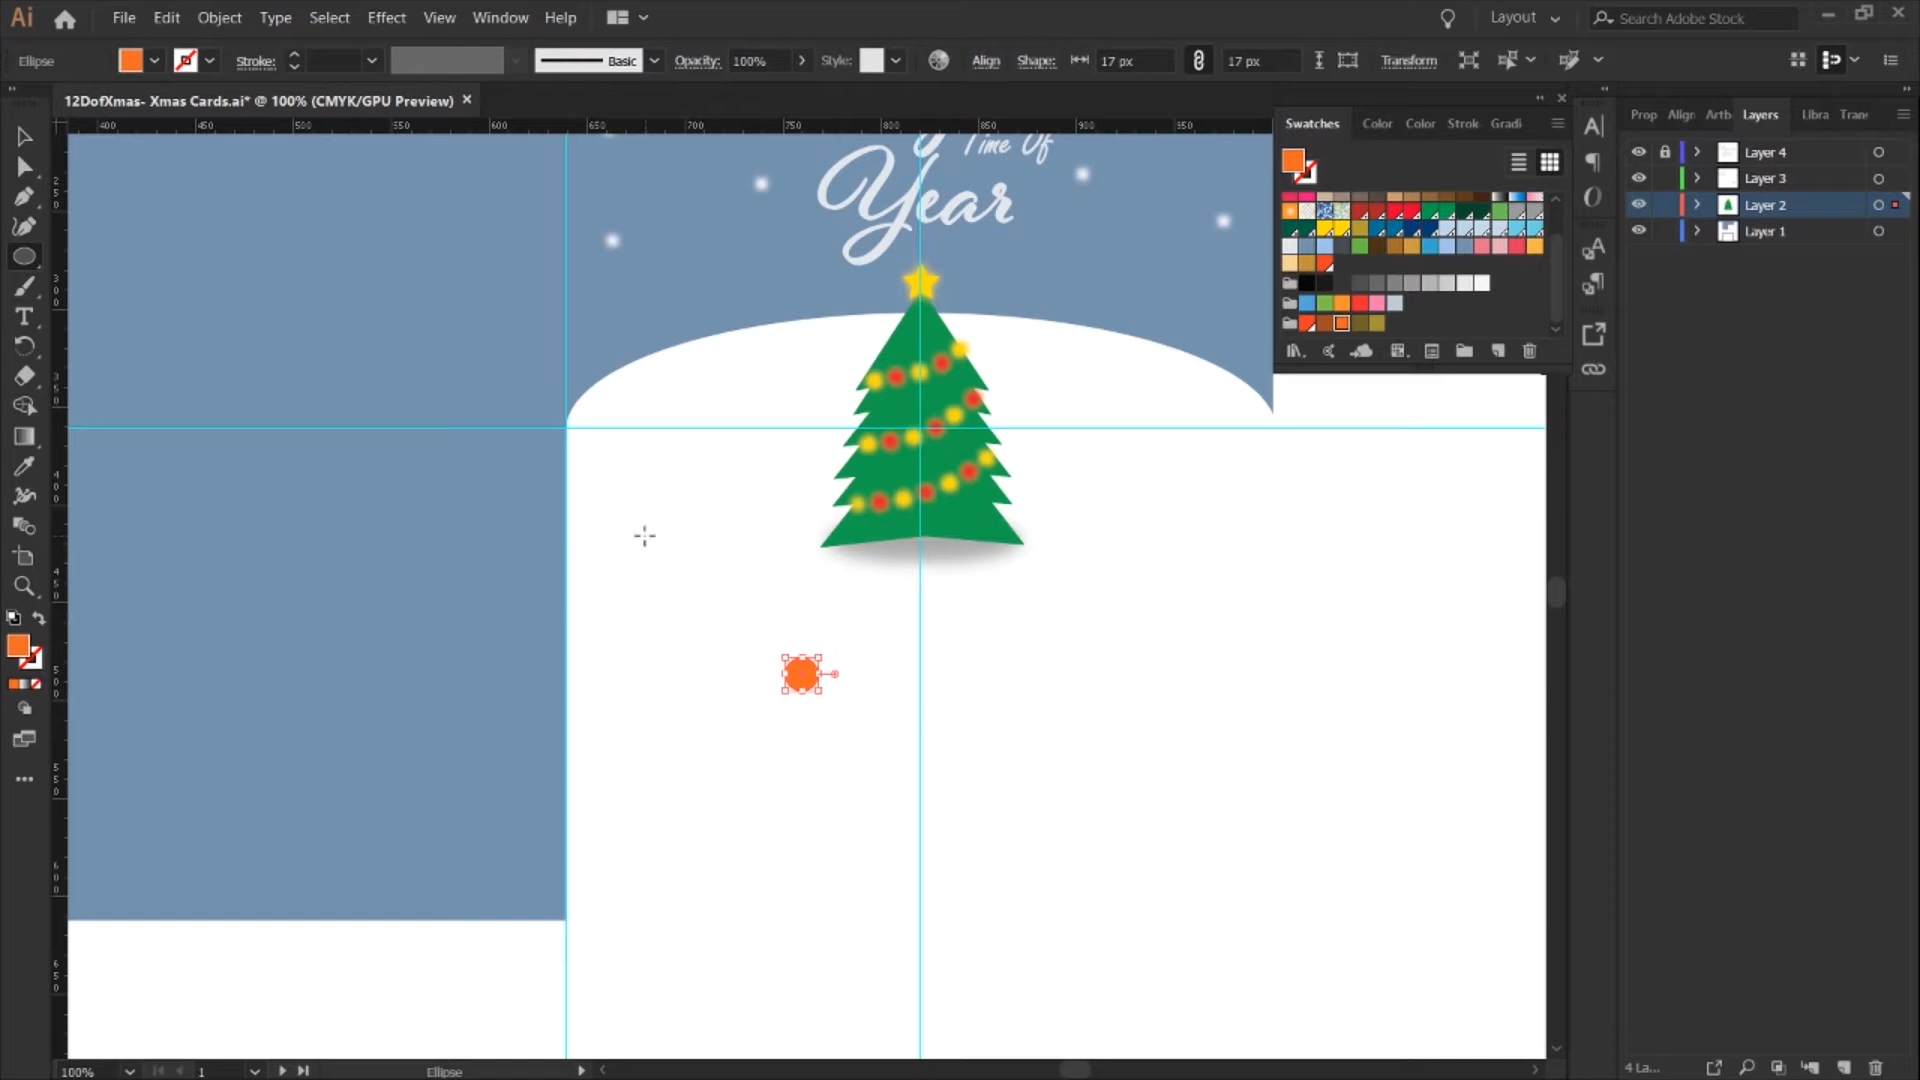 Ai File Edit Object Type Select Effect View Window Help Layout Search Adobe Stock
Ellipse Stroke: Basic Opacity: 100% Style: Align Shape: 17 px 17 px Transform
12DofXmas- Xmas Cards.ai* @ 100% (CMYK/GPU Preview)
400 450 500 550 600 650 700 750 800 850 900 950
Swatches Color Color Strok Gradi
Prop Align Artb Layers Libra Trans
Layer 4
Layer 3
Layer 2
Layer 1
Time Of
Year
100% 1 Ellipse
4 La...